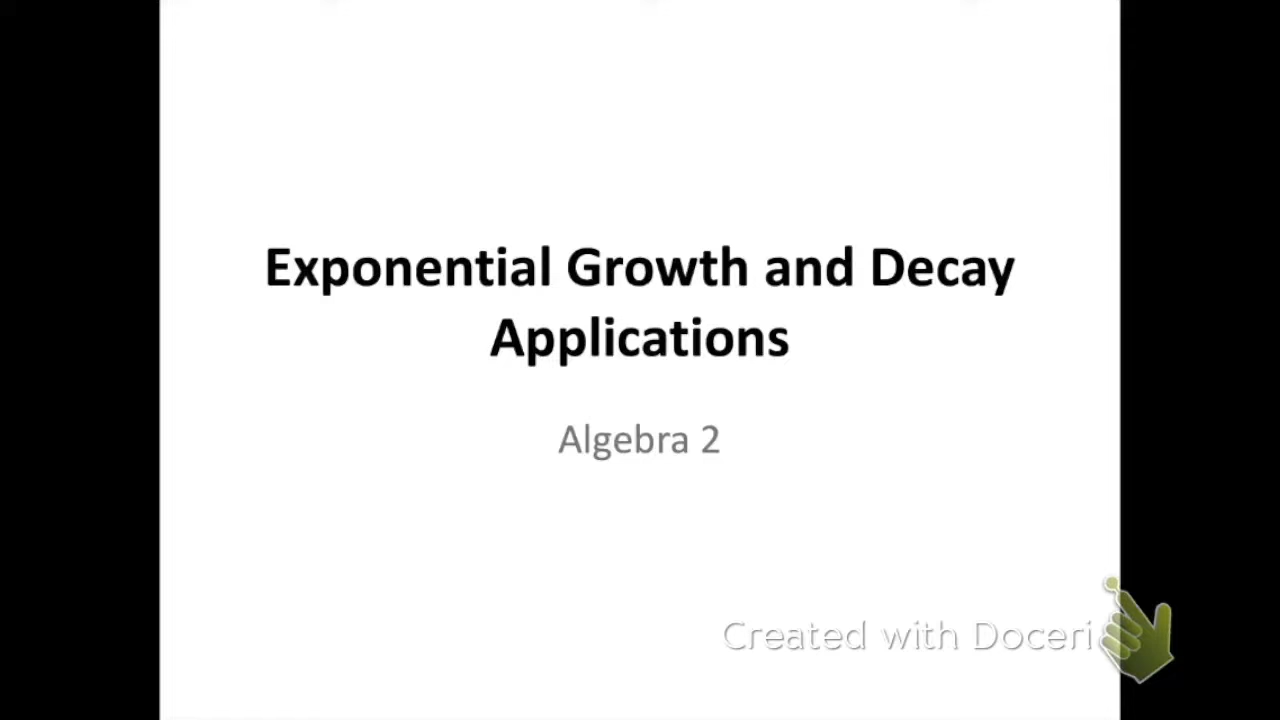 Exponential Growth and Decay
Applications
Algebra 2
Created with Doceri